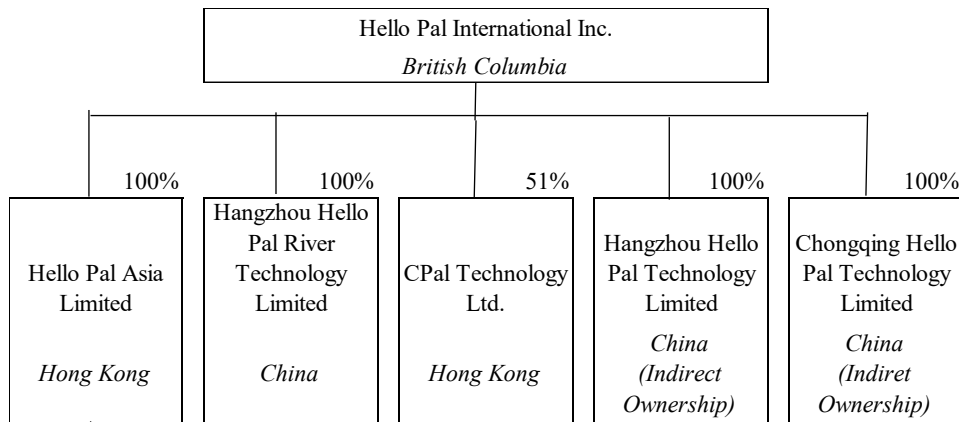 Hello Pal International Inc.
British Columbia
100%
100%
51%
100%
100%
Hello Pal Asia
Limited
Hong Kong
Hangzhou Hello
Pal River
Technology
Limited
China
CPal Technology
Ltd.
Hong Kong
Hangzhou Hello
Pal Technology
Limited
China
(Indirect
Ownership)
Chongqing Hello
Pal Technology
Limited
China
(Indiret
Ownership)